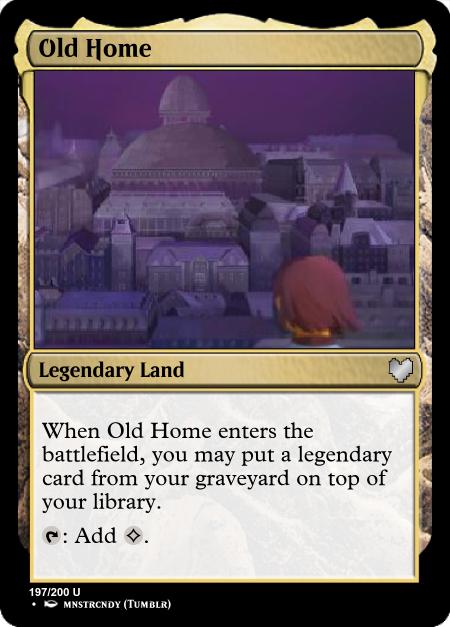 Old Home
Legendary Land
When Old Home enters the
battlefield, you may put a legendary
card from your graveyard on top of
your library.
: Add .
197/200 U
• MNSTRCNDY (TUMBLR)